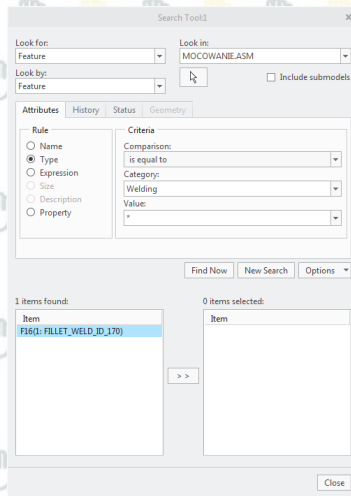 Search Tool:1
Look for:
Look in:
Feature
MOCOWANIE.ASM
Look by:
Feature
Include submodels
Attributes History Status Geometry
Rule
Name
Type
Expression
Size
Description
Property
Criteria
Comparison:
is equal to
Category:
Welding
Value:
*
Find Now New Search Options
1 items found:
Item
F16(1: FILLET_WELD_ID_170)
> >
0 items selected:
Item
Close